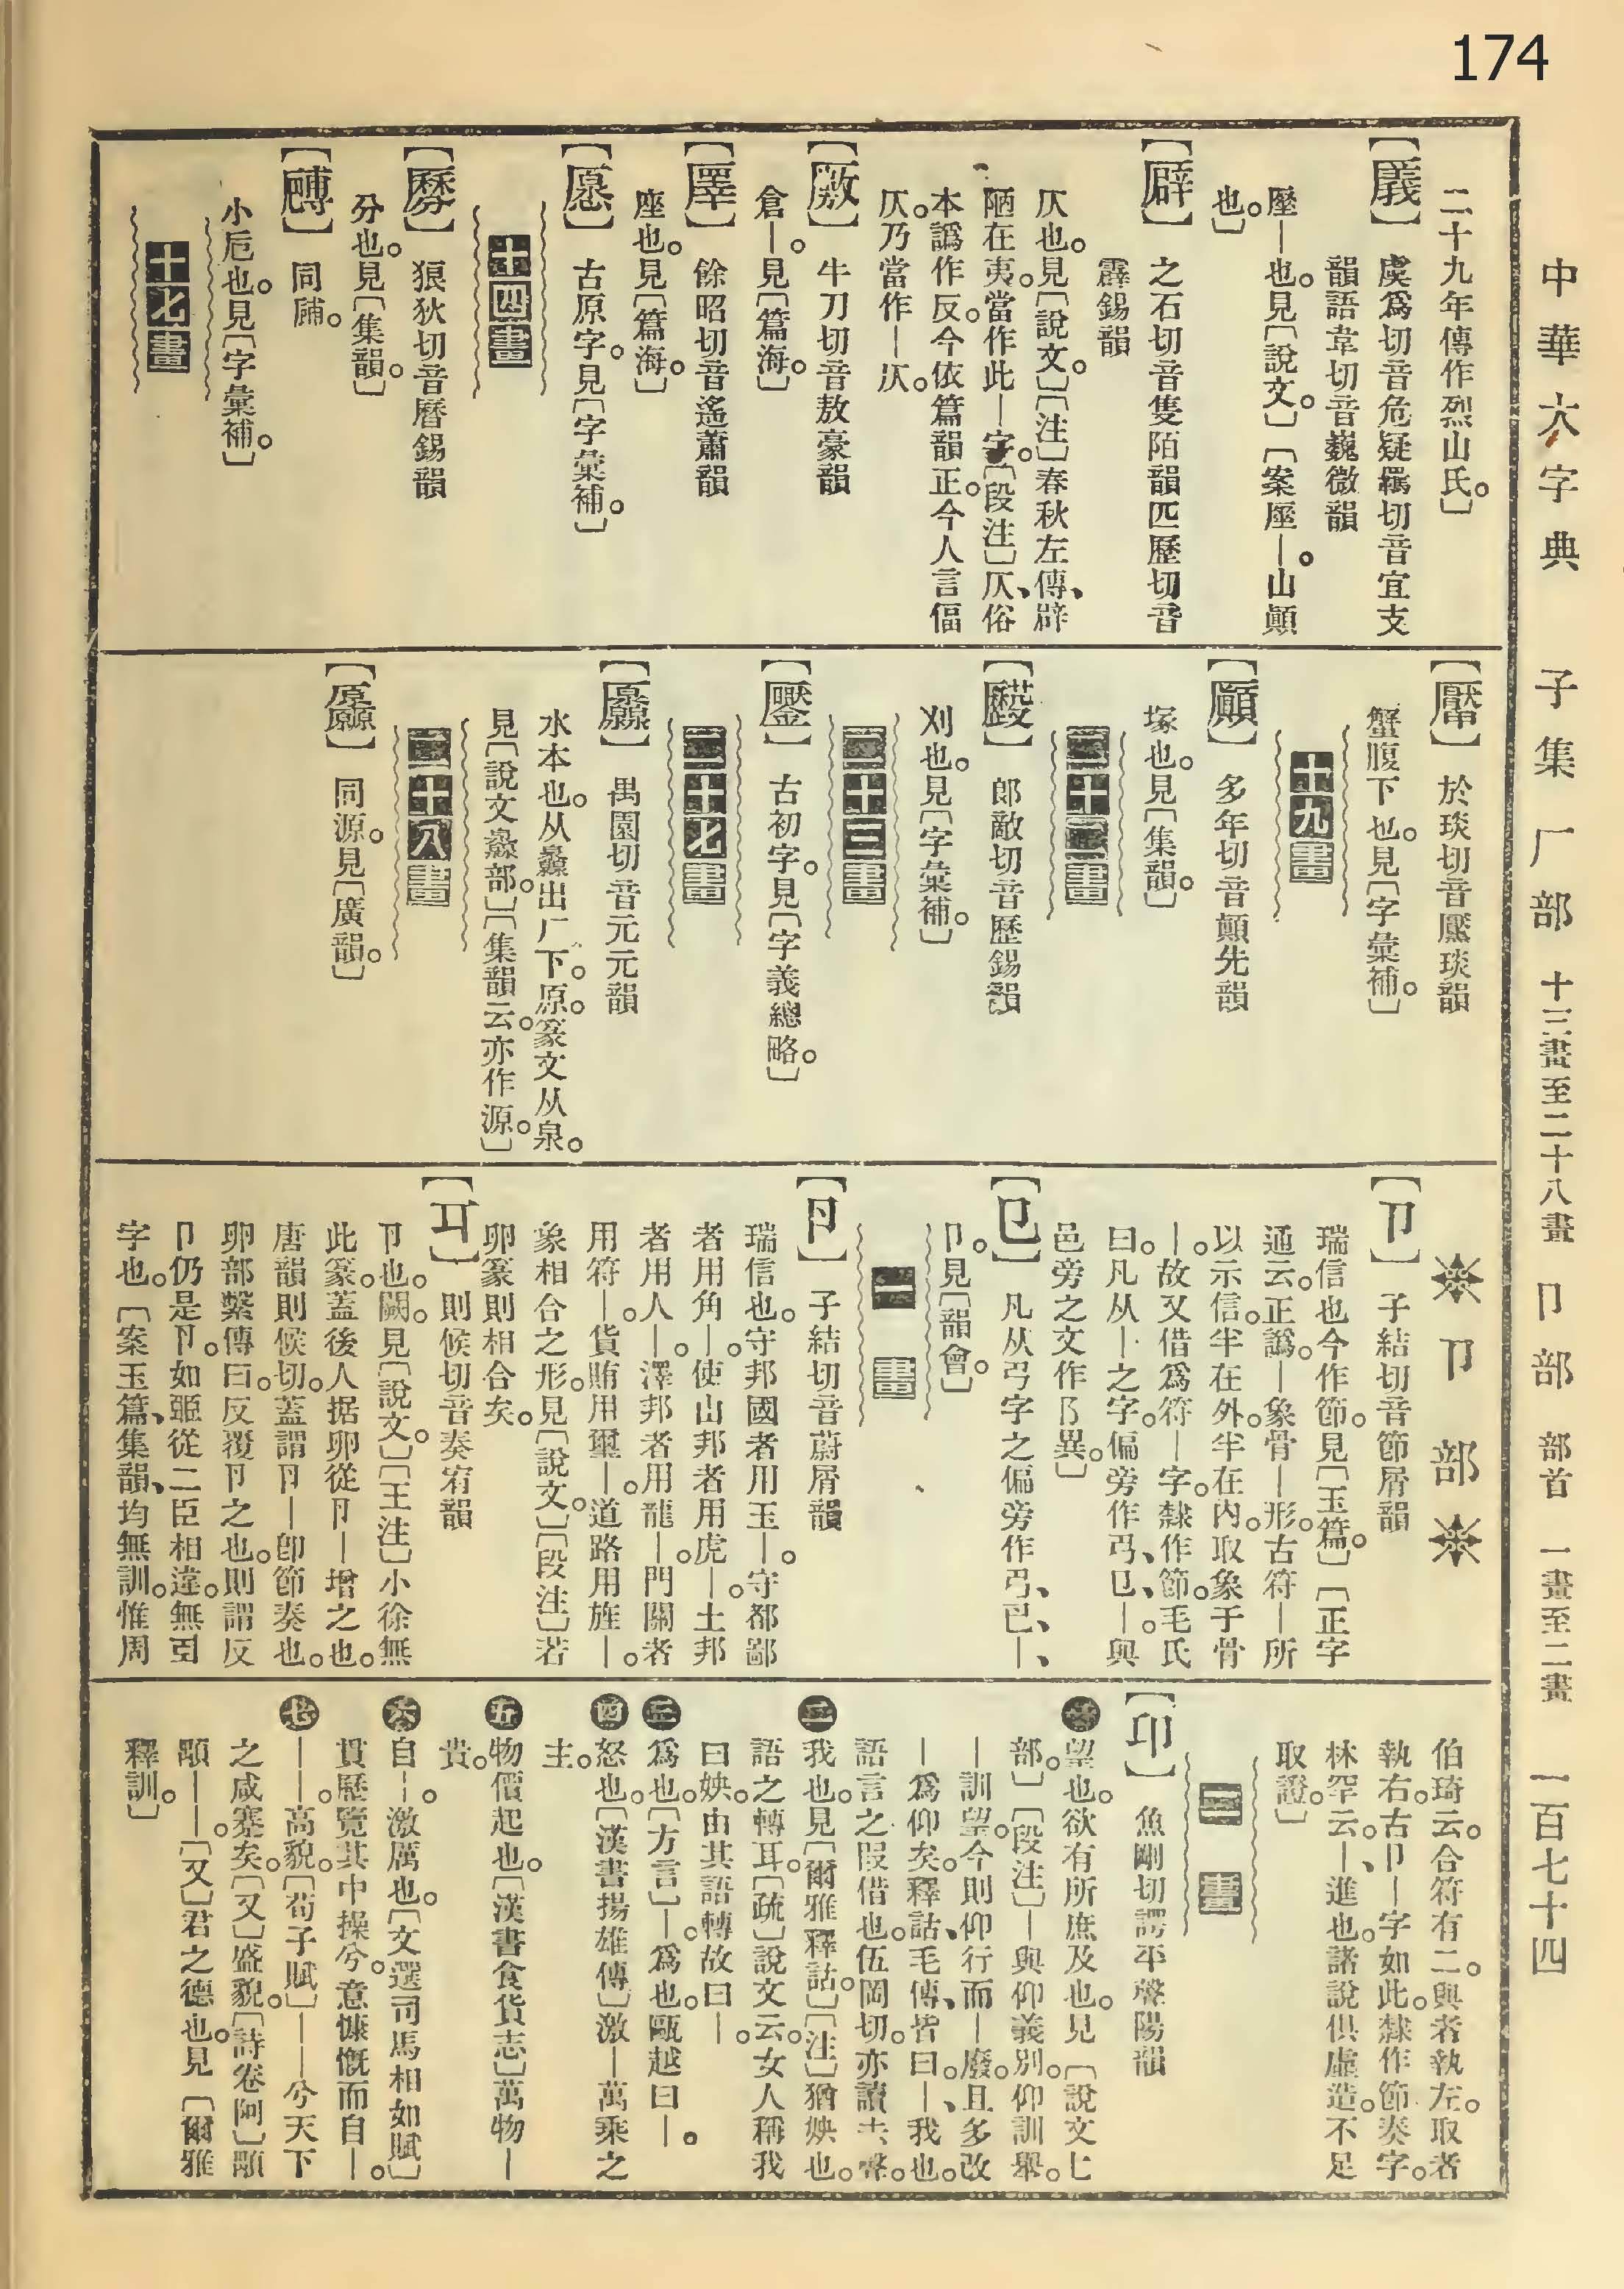 174
中華大字典　子集　厂部　十三畫至二十八畫　卩部　部首　一畫至二畫　一百七十四
二十九年傳作烈山氏。〕
【㕒】虞爲切音危疑羈切音宜支
韻語韋切音巍微韻
㕒―也。見〔說文。〕〔案厜―。山顚
也。〕
【㕔】之石切音隻陌韻匹歷切音
霹錫韻
仄也。見〔說文。〕〔注〕春秋左傳、辟
陋在夷。當作此―字。〔段注〕仄、俗
本譌作反。今依篇韻正。今人言偪
仄。乃當作―仄。
【厫】牛刀切音敖豪韻
倉―。見〔篇海。〕
餘昭切音遙蕭韻
座也。見〔篇海。〕
古原字。見〔字彙補。〕
十四畫
狼狄切音曆錫韻
分也。見〔集韻。〕
小巵也。見〔字彙補。〕
十七畫
於琰切音黶琰韻
蟹腹下也。見〔字彙補。〕
十九畫
【巔】多年切音顚先韻
塚也。見〔集韻。〕
二十二畫
郎敵切音歷錫韻
刈也。見〔字彙補。〕
二十三畫
古初字。見〔字義總略。〕
二十七畫
【厵】愚園切音元元韻
水本也。从灥出厂下。原。篆文从泉。
見〔說文灥部。〕〔集韻云。亦作源。〕
二十八畫
同源。見〔廣韻。〕
卩部
【卩】子結切音節屑韻
瑞信也今作節。見〔玉篇。〕〔正字
通云。正譌。―象骨―形。古符―所
以示信。半在外。半在內。取象于骨
―。故又借爲符―字。隸作節。毛氏
曰。凡从―之字。偏旁作㔾、㔾、―。與
邑旁之文作阝異。〕
【㔾】凡从弓字之偏旁作弓、㔾、―、
卩。見〔韻會。〕
一畫
子結切音蔚屑韻
瑞信也。守邦國者用玉―。守都鄙
者用角―。使山邦者用虎―。土邦
者用人―。澤邦者用龍―。門關者
用符―。貨賄用璽―。道路用旌―。
象相合之形。見〔說文。〕〔段注〕若
卵篆則相合矣。
則候切音奏宥韻
卩也。闕。見〔說文。〕〔王注〕小徐無
此篆。蓋後人据卯從卩―增之也。
唐韻則候切。蓋謂卩―卽節奏也。
卵部繫傳曰。反覆卩之也。則謂反
卩仍是卩。如𦣞從二臣相違。無
字也。〔案玉篇、集韻、均無訓。惟周
伯琦云。合符有二。與者執左。取者
執右。古卩、―字如此。隸作節奏字。
林罕云。―、進也。諸說俱虛造。不足
取證。〕
二畫
【卬】魚剛切諤平聲陽韻
㊀望也。欲有所庶及也。見〔說文匕
部。〕〔段注〕―與仰義別。仰訓舉。
―訓望。今則仰行而―廢。且多改
―爲仰矣。釋詁、毛傳、皆曰。―、我也。
語言之叚借也。伍岡切。亦讀去聲。
㊁我也。見〔爾雅釋詁。〕〔注〕猶姎也。
語之轉耳。〔疏〕說文云。女人稱我
曰姎。由其語轉故曰―。
㊂爲也。〔方言〕―。爲也。甌越曰―。
㊃怒也。〔漢書揚雄傳〕激―萬乘之
主。
㊄物價起也。〔漢書食貨志〕萬物―
貴。
㊅自―。激厲也。〔文選司馬相如賦〕
貫歷覽其中操兮。意慷慨而自―。
㊆――。高貌。〔荀子賦〕――兮天下
之咸蹇矣。〔又〕盛貌。〔詩卷阿〕顒
顒――。〔又〕君之德也。見〔爾雅
釋訓。〕